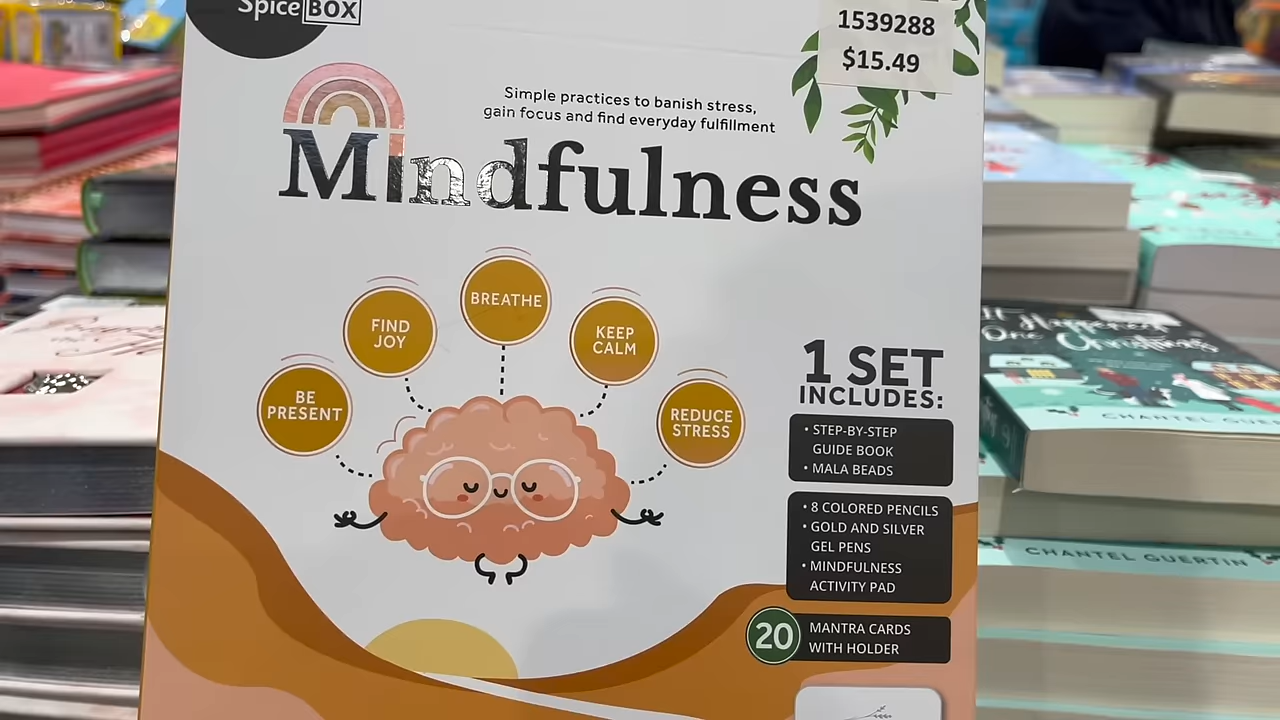 Spice BOX
1539288
$15.49
Simple practices to banish stress,
gain focus and find everyday fulfillment
Mindfulness
BREATHE
FIND
JOY
KEEP
CALM
BE
PRESENT
REDUCE
STRESS
1 SET
INCLUDES:
• STEP-BY-STEP
GUIDE BOOK
• MALA BEADS
• 8 COLORED PENCILS
• GOLD AND SILVER
GEL PENS
• MINDFULNESS
ACTIVITY PAD
20
MANTRA CARDS
WITH HOLDER
It Happened
One Christmas
CHANTEL GUE
CHANTEL GUERTIN